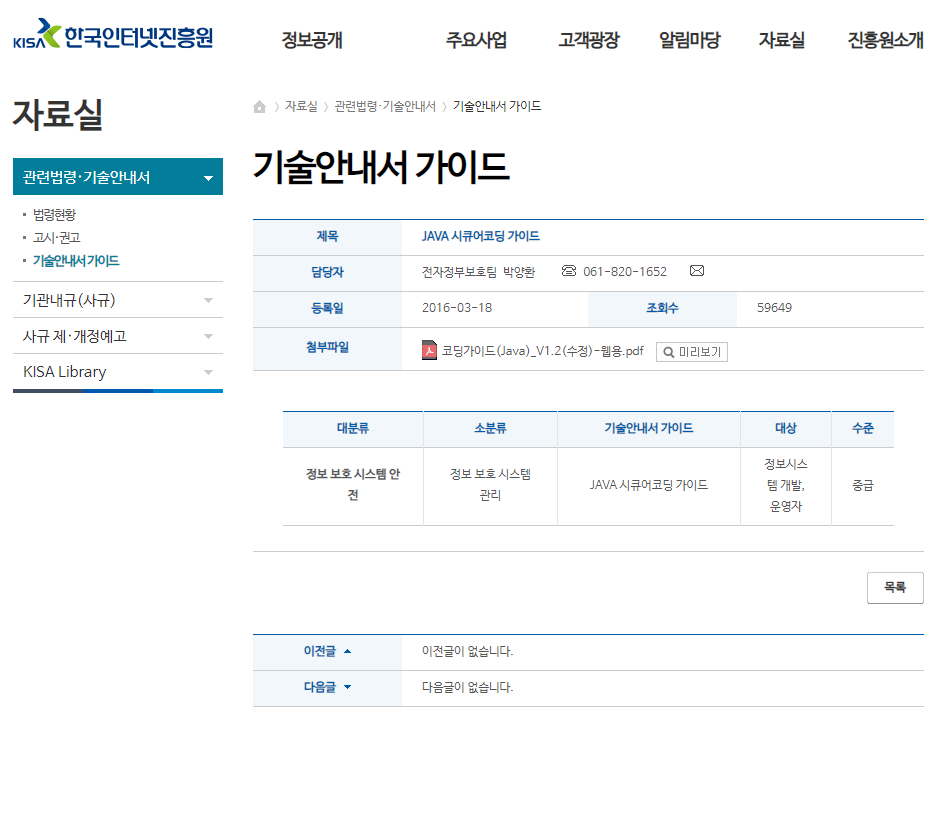 KISA 한국인터넷진흥원
정보공개 주요사업 고객광장 알림마당 자료실 진흥원소개
자료실
관련법령·기술안내서
법령현황
고시·권고
기술안내서 가이드
기관내규(사규)
사규 제·개정예고
KISA Library
자료실 관련법령·기술안내서 기술안내서 가이드
기술안내서 가이드
제목 JAVA 시큐어코딩 가이드
담당자 전자정부보호팀 박양환 061-820-1652
등록일 2016-03-18 조회수 59649
첨부파일 코딩가이드(Java)_V1.2(수정)-웹용.pdf 미리보기
대분류 소분류 기술안내서 가이드 대상 수준
정보 보호 시스템 안
전
정보 보호 시스템
관리
JAVA 시큐어코딩 가이드
정보시스
템 개발,
운영자
중급
목록
이전글 이전글이 없습니다.
다음글 다음글이 없습니다.